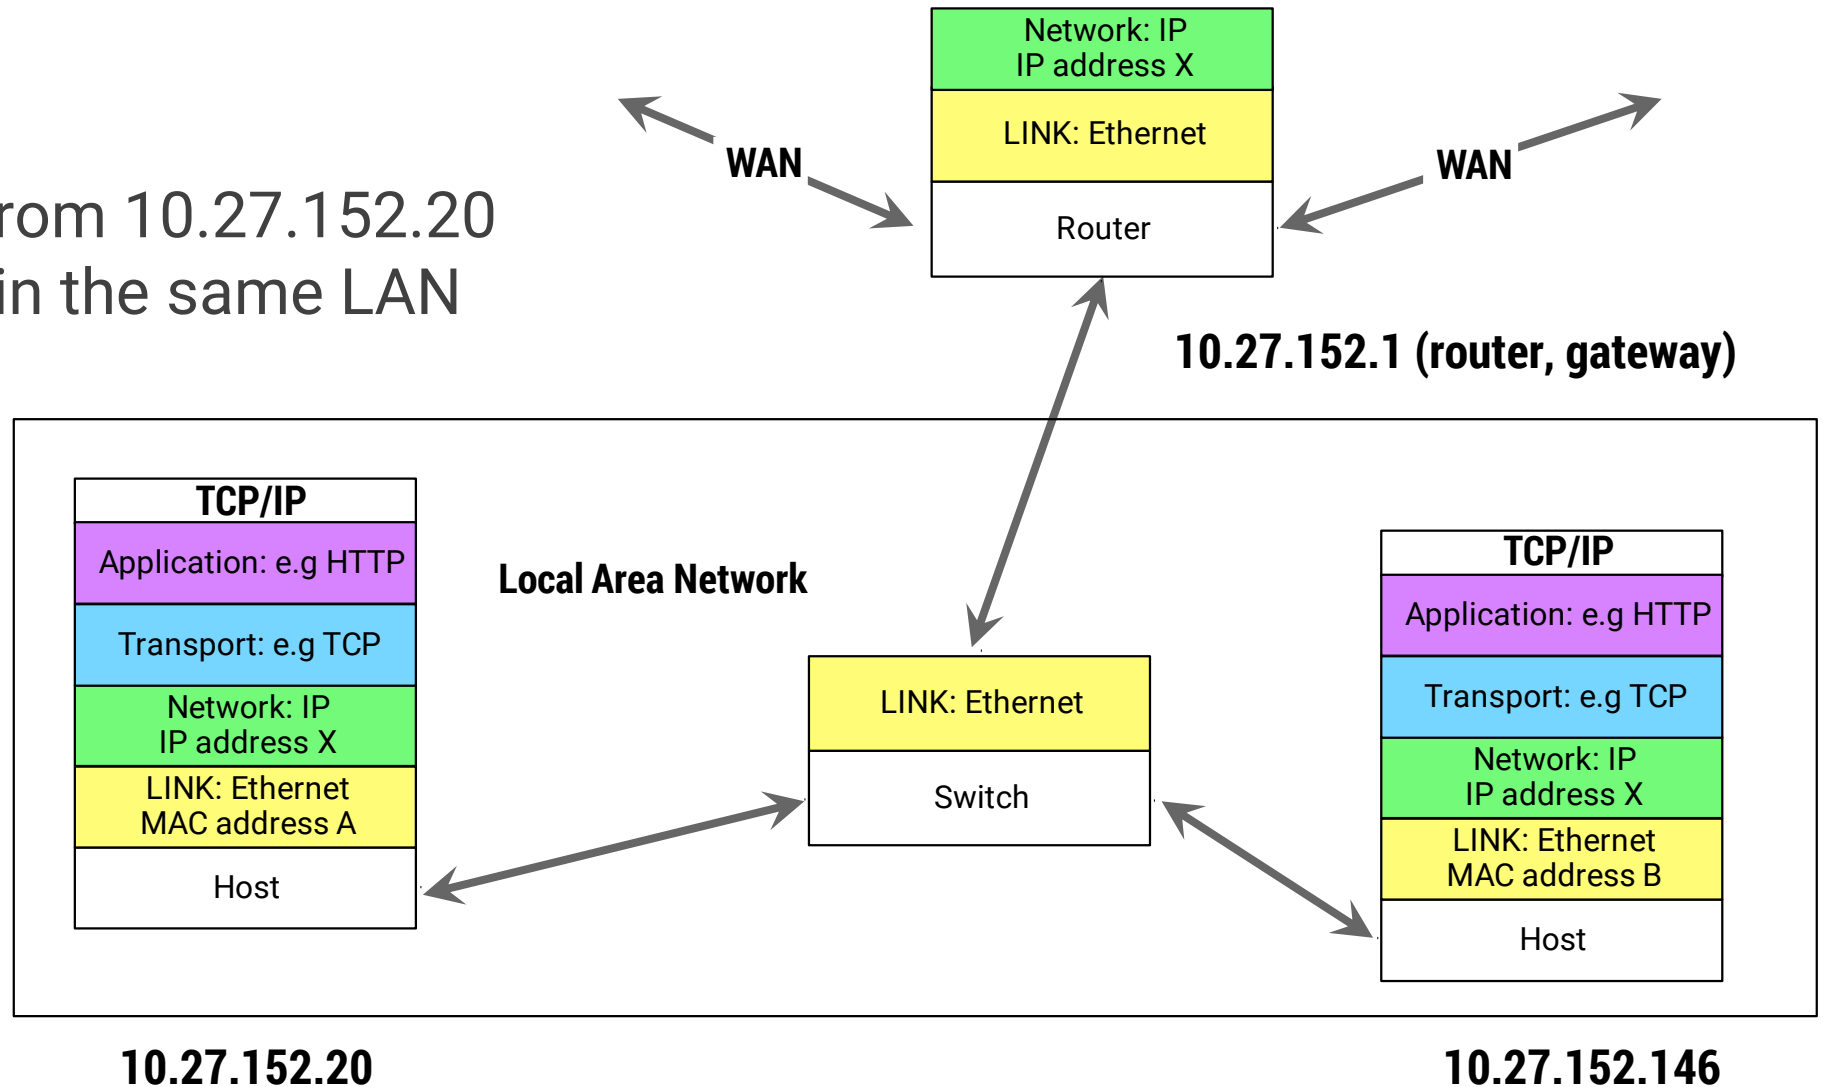 Network: IP
IP address X
LINK: Ethernet
Router
WAN
WAN
rom 10.27.152.20
in the same LAN
10.27.152.1 (router, gateway)
TCP/IP
Application: e.g HTTP
Transport: e.g TCP
Network: IP
IP address X
LINK: Ethernet
MAC address A
Host
Local Area Network
LINK: Ethernet
Switch
TCP/IP
Application: e.g HTTP
Transport: e.g TCP
Network: IP
IP address X
LINK: Ethernet
MAC address B
Host
10.27.152.20
10.27.152.146